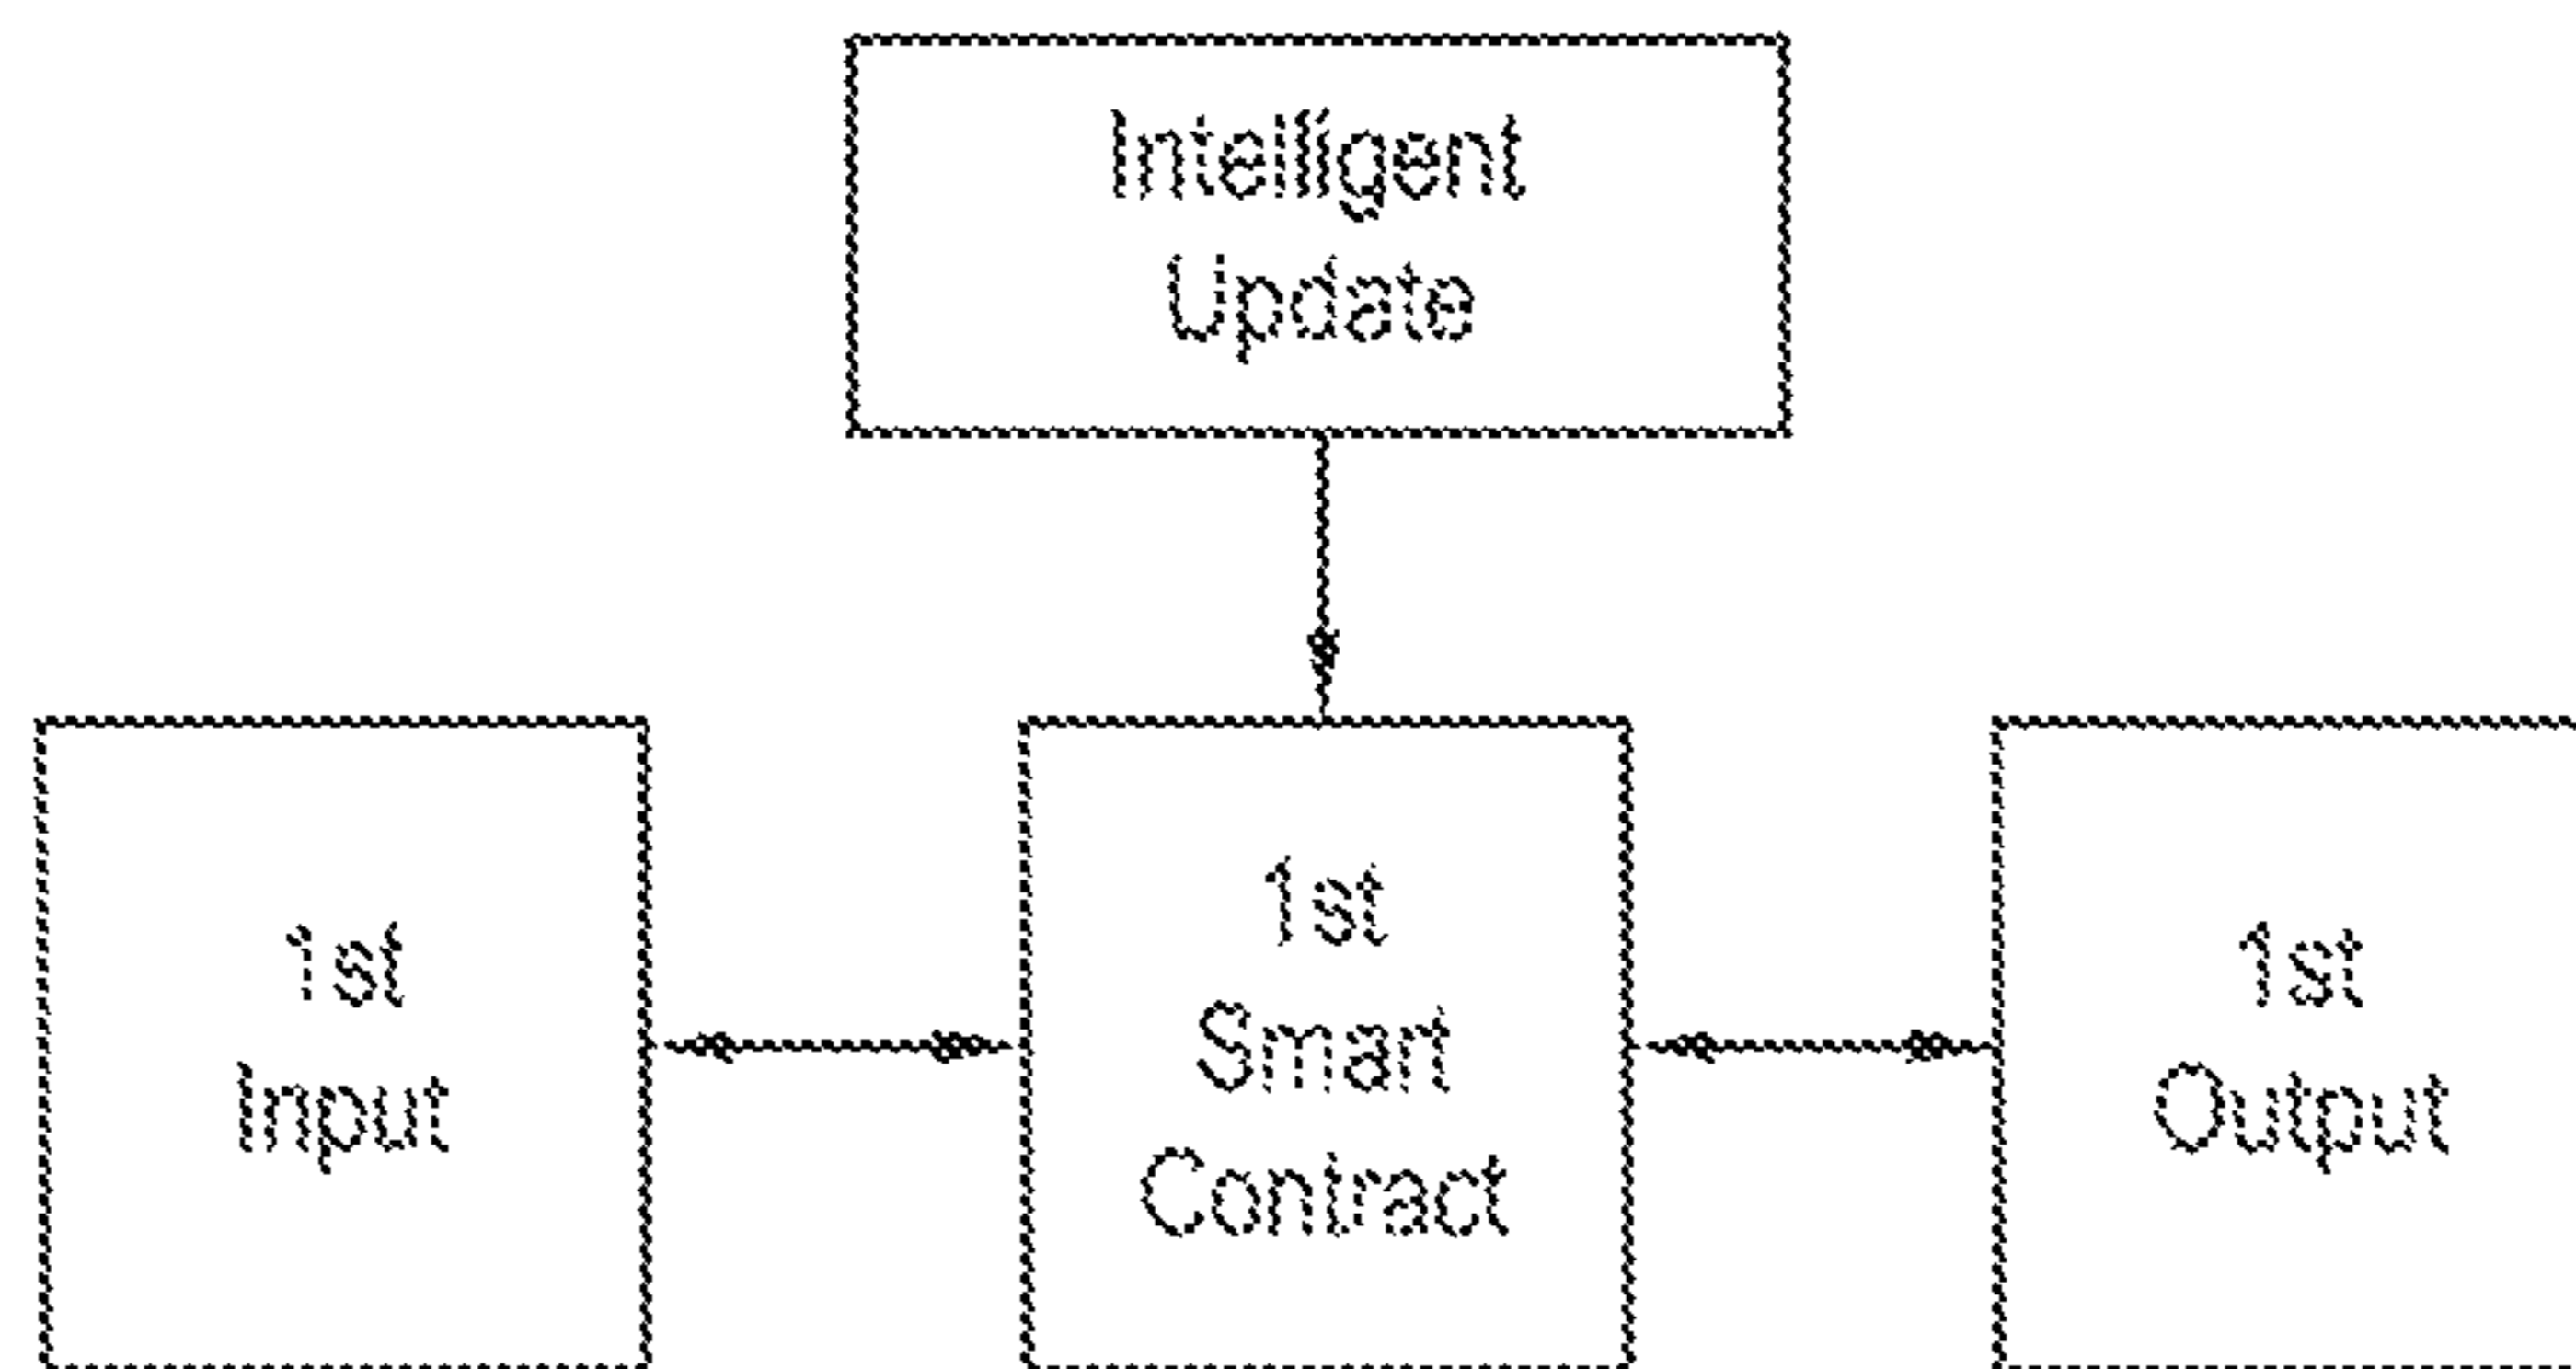 Intelligent
Update
1st
Input
1st
Smart
Contract
1st
Output